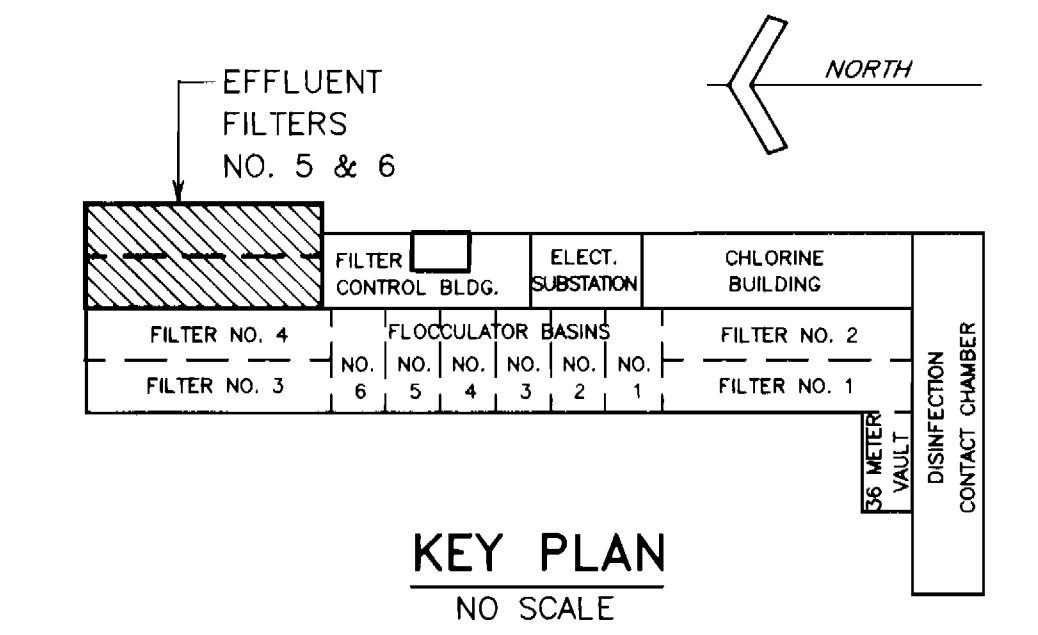 NORTH
EFFLUENT
FILTERS
NO. 5 & 6
FILTER
CONTROL BLDG.
ELECT.
SUBSTATION
CHLORINE
BUILDING
FILTER NO. 4
FLOCCULATOR BASINS
FILTER NO. 2
FILTER NO. 3
NO.
6
NO.
5
NO.
4
NO.
3
NO.
2
NO.
1
FILTER NO. 1
36 METER
VAULT
DISINFECTION
CONTACT CHAMBER
KEY PLAN
NO SCALE